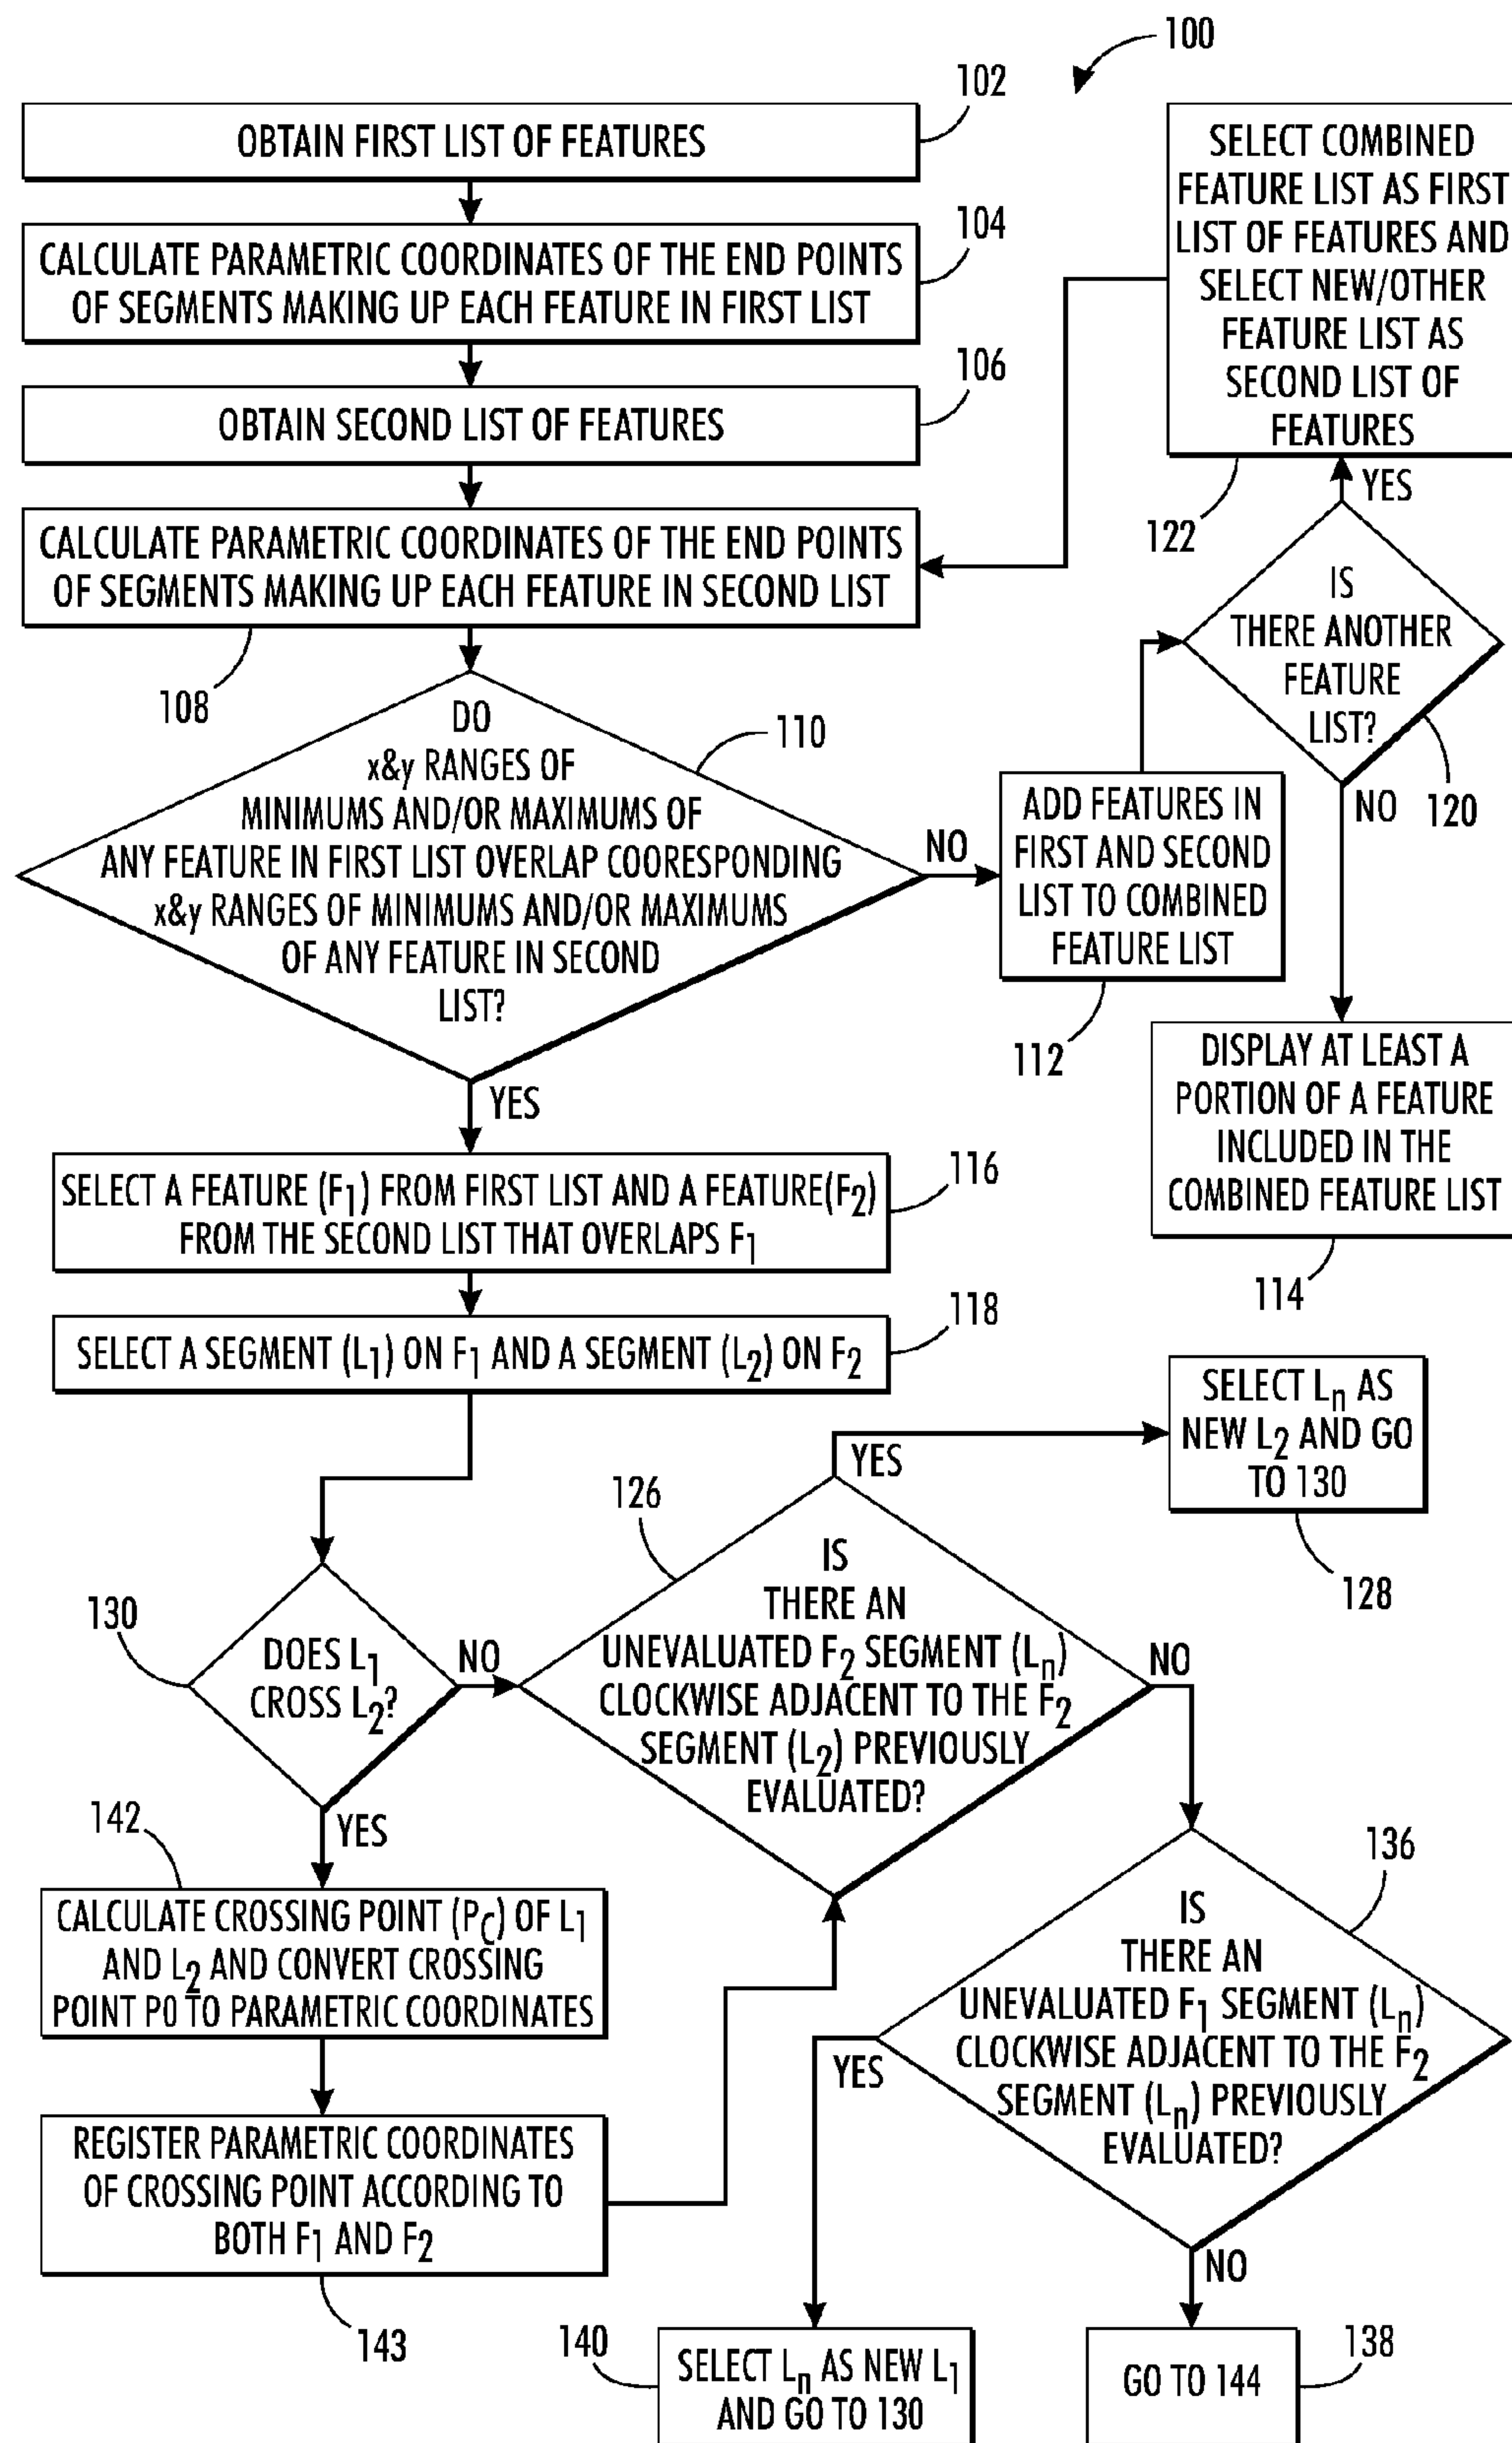 100
102
OBTAIN FIRST LIST OF FEATURES
104
CALCULATE PARAMETRIC COORDINATES OF THE END POINTS
OF SEGMENTS MAKING UP EACH FEATURE IN FIRST LIST
106
OBTAIN SECOND LIST OF FEATURES
CALCULATE PARAMETRIC COORDINATES OF THE END POINTS
OF SEGMENTS MAKING UP EACH FEATURE IN SECOND LIST
108
DO
x&y RANGES OF
MINIMUMS AND/OR MAXIMUMS OF
ANY FEATURE IN FIRST LIST OVERLAP COORESPONDING
x&y RANGES OF MINIMUMS AND/OR MAXIMUMS
OF ANY FEATURE IN SECOND
LIST?
110
NO
YES
ADD FEATURES IN
FIRST AND SECOND
LIST TO COMBINED
FEATURE LIST
112
SELECT COMBINED
FEATURE LIST AS FIRST
LIST OF FEATURES AND
SELECT NEW/OTHER
FEATURE LIST AS
SECOND LIST OF
FEATURES
122
YES
IS
THERE ANOTHER
FEATURE
LIST?
NO
120
DISPLAY AT LEAST A
PORTION OF A FEATURE
INCLUDED IN THE
COMBINED FEATURE LIST
114
SELECT A FEATURE (F1) FROM FIRST LIST AND A FEATURE(F2)
FROM THE SECOND LIST THAT OVERLAPS F1
116
SELECT A SEGMENT (L1) ON F1 AND A SEGMENT (L2) ON F2
118
SELECT Ln AS
NEW L2 AND GO
TO 130
128
YES
126
IS
THERE AN
UNEVALUATED F2 SEGMENT (Ln)
CLOCKWISE ADJACENT TO THE F2
SEGMENT (L2) PREVIOUSLY
EVALUATED?
NO
130
DOES L1
CROSS L2?
NO
YES
142
CALCULATE CROSSING POINT (PC) OF L1
AND L2 AND CONVERT CROSSING
POINT P0 TO PARAMETRIC COORDINATES
REGISTER PARAMETRIC COORDINATES
OF CROSSING POINT ACCORDING TO
BOTH F1 AND F2
143
136
IS
THERE AN
UNEVALUATED F1 SEGMENT (Ln)
CLOCKWISE ADJACENT TO THE F2
SEGMENT (Ln) PREVIOUSLY
EVALUATED?
YES
NO
140
SELECT Ln AS NEW L1
AND GO TO 130
138
GO TO 144